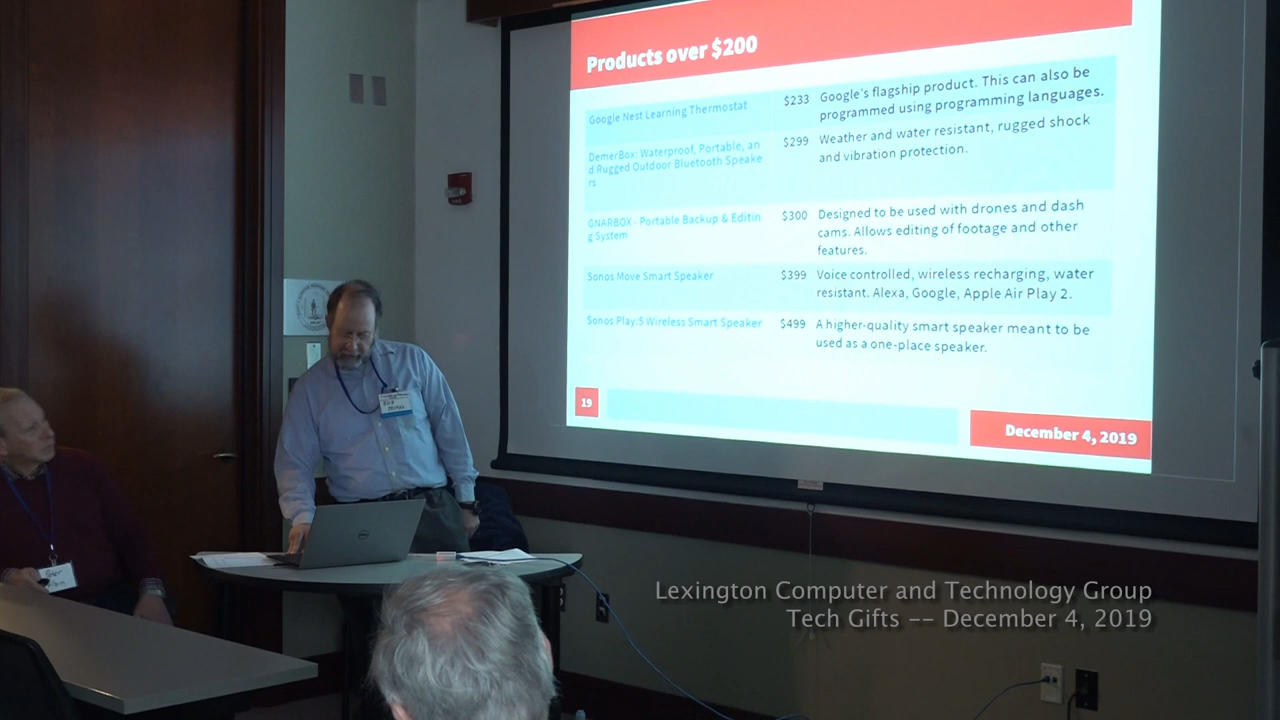 Products over $200
Google Nest Learning Thermostat
$233
Google's flagship product. This can also be
programmed using programming languages.
DemerBox: Waterproof, Portable, an
d Rugged Outdoor Bluetooth Speake
rs
$299
Weather and water resistant, rugged shock
and vibration protection.
GNARBOX - Portable Backup & Editin
g System
$300
Designed to be used with drones and dash
cams. Allows editing of footage and other
features.
Sonos Move Smart Speaker
$399
Voice controlled, wireless recharging, water
resistant. Alexa, Google, Apple Air Play 2.
Sonos Play:5 Wireless Smart Speaker
$499
A higher-quality smart speaker meant to be
used as a one-place speaker.
19
December 4, 2019
DELL
Lexington Computer and Technology Group
Tech Gifts -- December 4, 2019